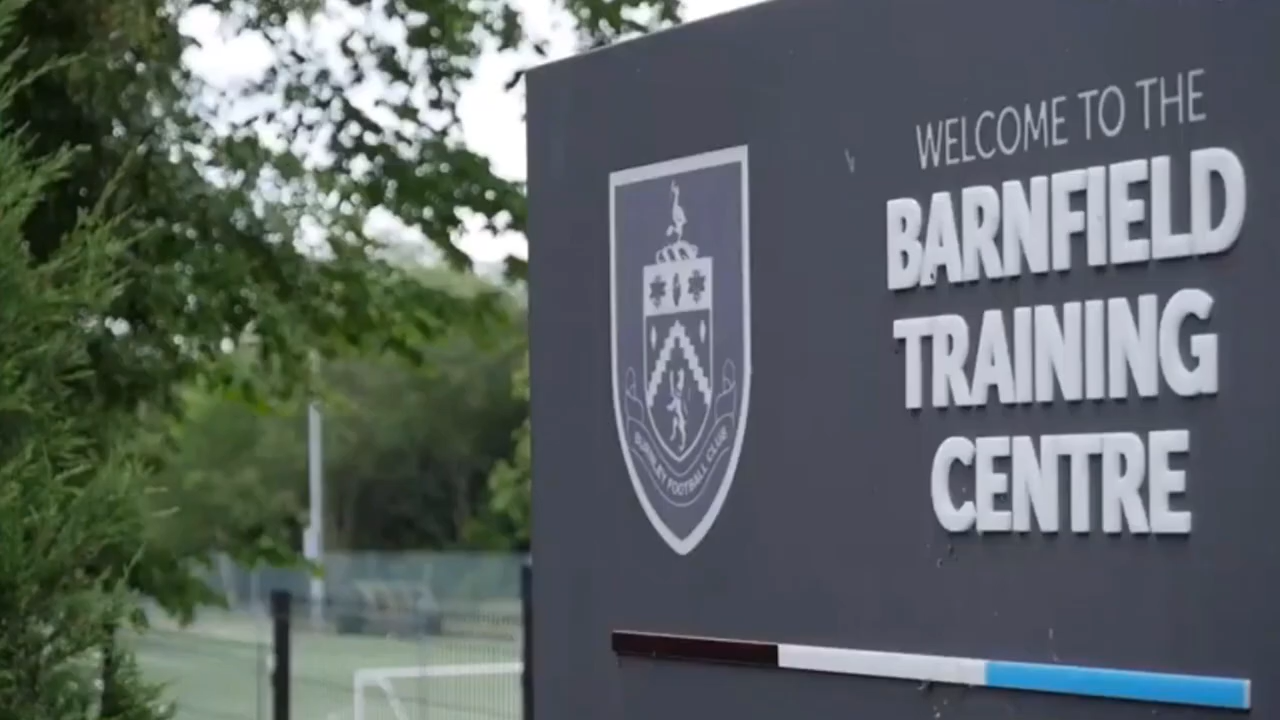 WELCOME TO THE
BARNFIELD
TRAINING
CENTRE
BURNLEY FOOTBALL CLUB